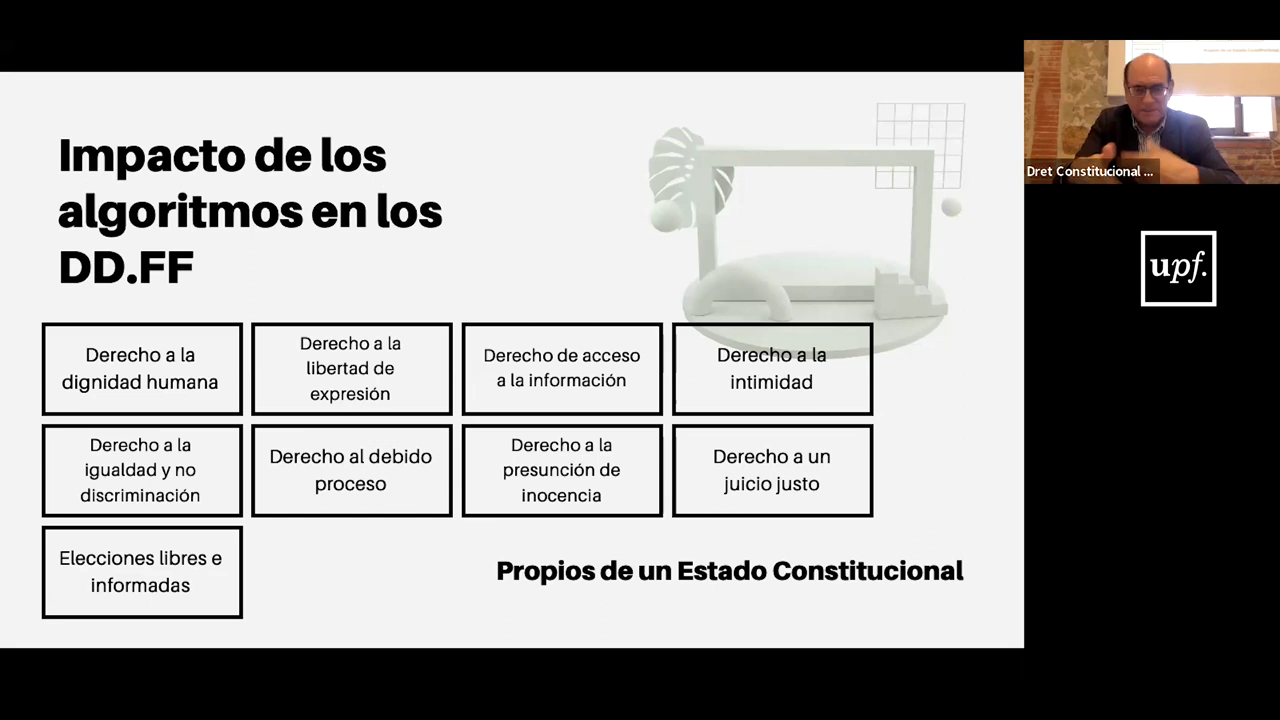 Impacto de los
algoritmos en los
DD.FF
Derecho a la
dignidad humana
Derecho a la
libertad de
expresión
Derecho de acceso
a la información
Derecho a la
intimidad
Derecho a la
igualdad y no
discriminación
Derecho al debido
proceso
Derecho a la
presunción de
inocencia
Derecho a un
juicio justo
Elecciones libres e
informadas
Propios de un Estado Constitucional
Dret Constitucional ...
upf.